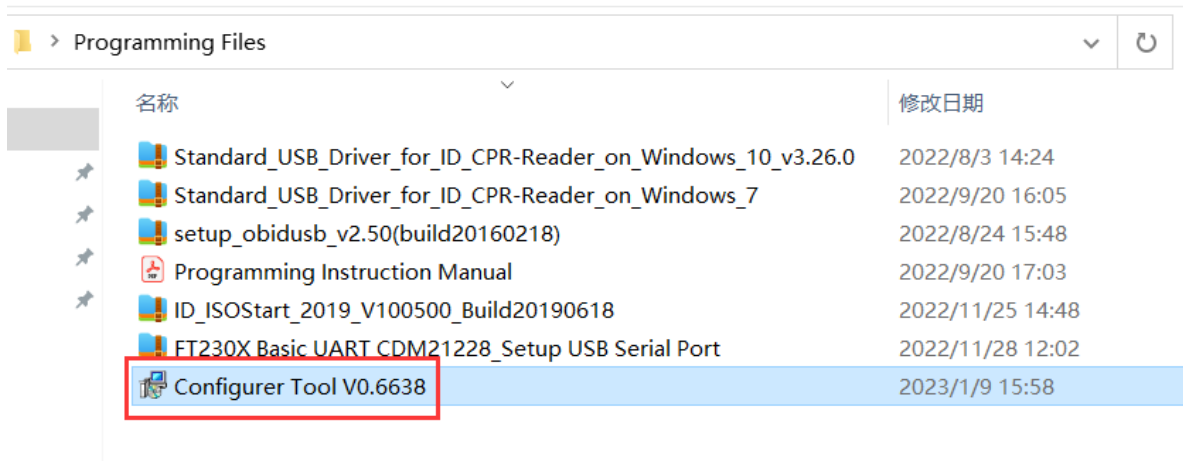 Programming Files
名称 修改日期
Standard_USB_Driver_for_ID_CPR-Reader_on_Windows_10_v3.26.0 2022/8/3 14:24
Standard_USB_Driver_for_ID_CPR-Reader_on_Windows_7 2022/9/20 16:05
setup_obidusb_v2.50(build20160218) 2022/8/24 15:48
Programming Instruction Manual 2022/9/20 17:03
ID_ISOStart_2019_V100500_Build20190618 2022/11/25 14:48
FT230X Basic UART CDM21228_Setup USB Serial Port 2022/11/28 12:02
Configurer Tool V0.6638 2023/1/9 15:58